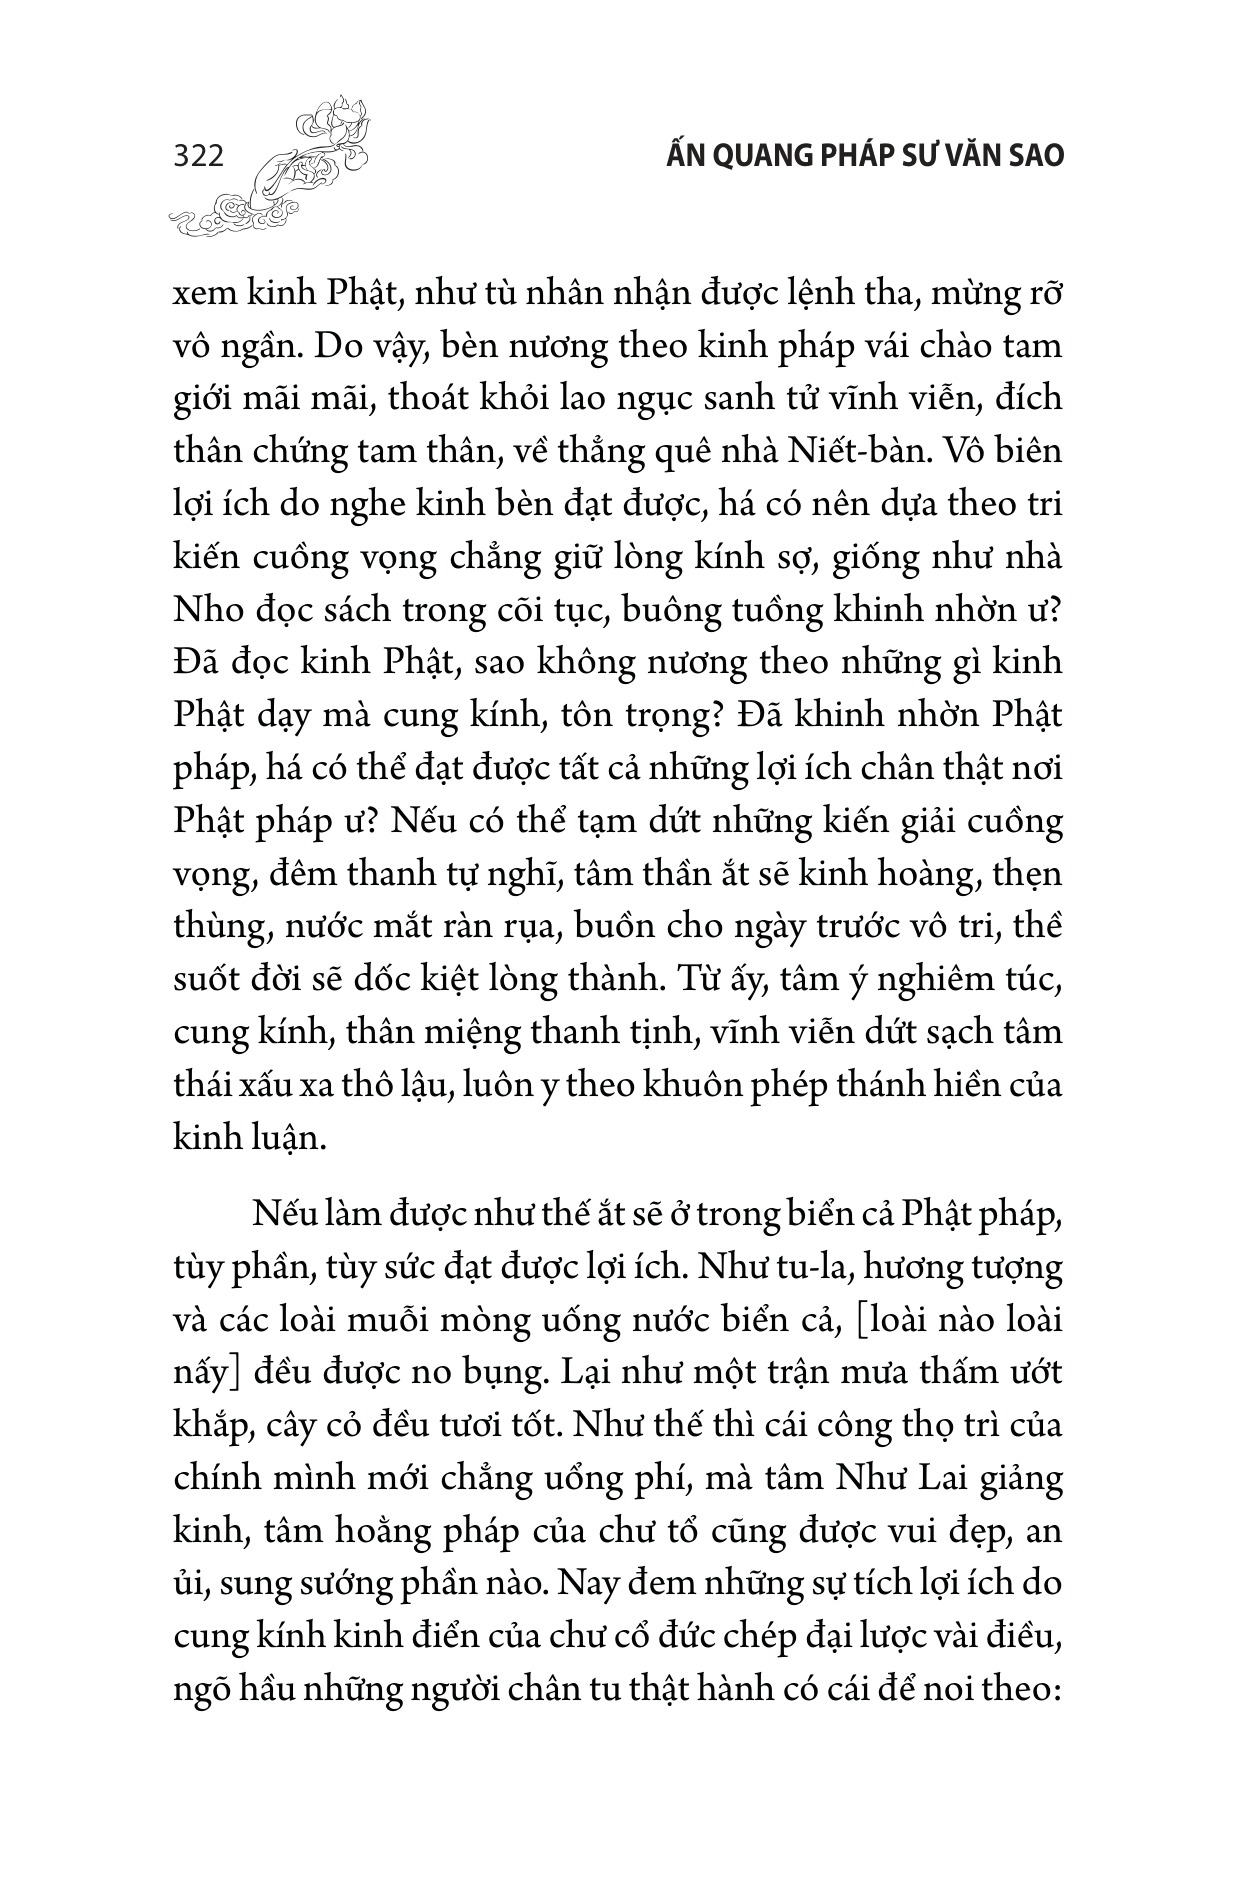 322
ẤN QUANG PHÁP SƯ VĂN SAO
xem kinh Phật, như tù nhân nhận được lệnh tha, mừng rỡ
vô ngần. Do vậy, bèn nương theo kinh pháp vái chào tam
giới mãi mãi, thoát khỏi lao ngục sanh tử vĩnh viễn, đích
thân chứng tam thân, về thẳng quê nhà Niết-bàn. Vô biên
lợi ích do nghe kinh bèn đạt được, há có nên dựa theo tri
kiến cuồng vọng chẳng giữ lòng kính sợ, giống như nhà
Nho đọc sách trong cõi tục, buông tuồng khinh nhờn ư?
Đã đọc kinh Phật, sao không nương theo những gì kinh
Phật dạy mà cung kính, tôn trọng? Đã khinh nhờn Phật
pháp, há có thể đạt được tất cả những lợi ích chân thật nơi
Phật pháp ư? Nếu có thể tạm dứt những kiến giải cuồng
vọng, đêm thanh tự nghĩ, tâm thần ắt sẽ kinh hoàng, thẹn
thùng, nước mắt ràn rụa, buồn cho ngày trước vô tri, thề
suốt đời sẽ dốc kiệt lòng thành. Từ ấy, tâm ý nghiêm túc,
cung kính, thân miệng thanh tịnh, vĩnh viễn dứt sạch tâm
thái xấu xa thô lậu, luôn y theo khuôn phép thánh hiền của
kinh luận.
Nếu làm được như thế ắt sẽ ở trong biển cả Phật pháp,
tùy phần, tùy sức đạt được lợi ích. Như tu-la, hương tượng
và các loài muỗi mòng uống nước biển cả, [loài nào loài
nấy] đều được no bụng. Lại như một trận mưa thấm ướt
khắp, cây cỏ đều tươi tốt. Như thế thì cái công thọ trì của
chính mình mới chẳng uổng phí, mà tâm Như Lai giảng
kinh, tâm hoằng pháp của chư tổ cũng được vui đẹp, an
ủi, sung sướng phần nào. Nay đem những sự tích lợi ích do
cung kính kinh điển của chư cổ đức chép đại lược vài điều,
ngõ hầu những người chân tu thật hành có cái để noi theo: